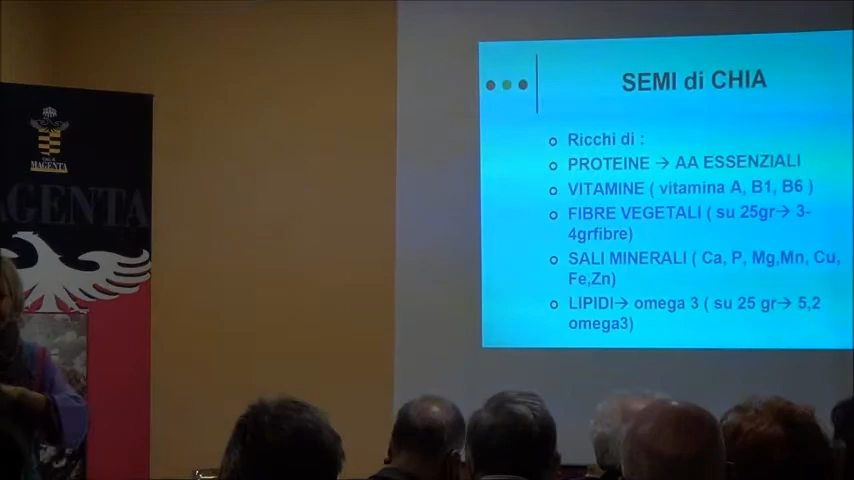 MAGENTA
AGENTA
SEMI di CHIA
Ricchi di :
PROTEINE → AA ESSENZIALI
VITAMINE ( vitamina A, B1, B6 )
FIBRE VEGETALI ( su 25gr→ 3-
4grfibre)
SALI MINERALI ( Ca, P, Mg,Mn, Cu,
Fe,Zn)
LIPIDI→ omega 3 ( su 25 gr→ 5,2
omega3)